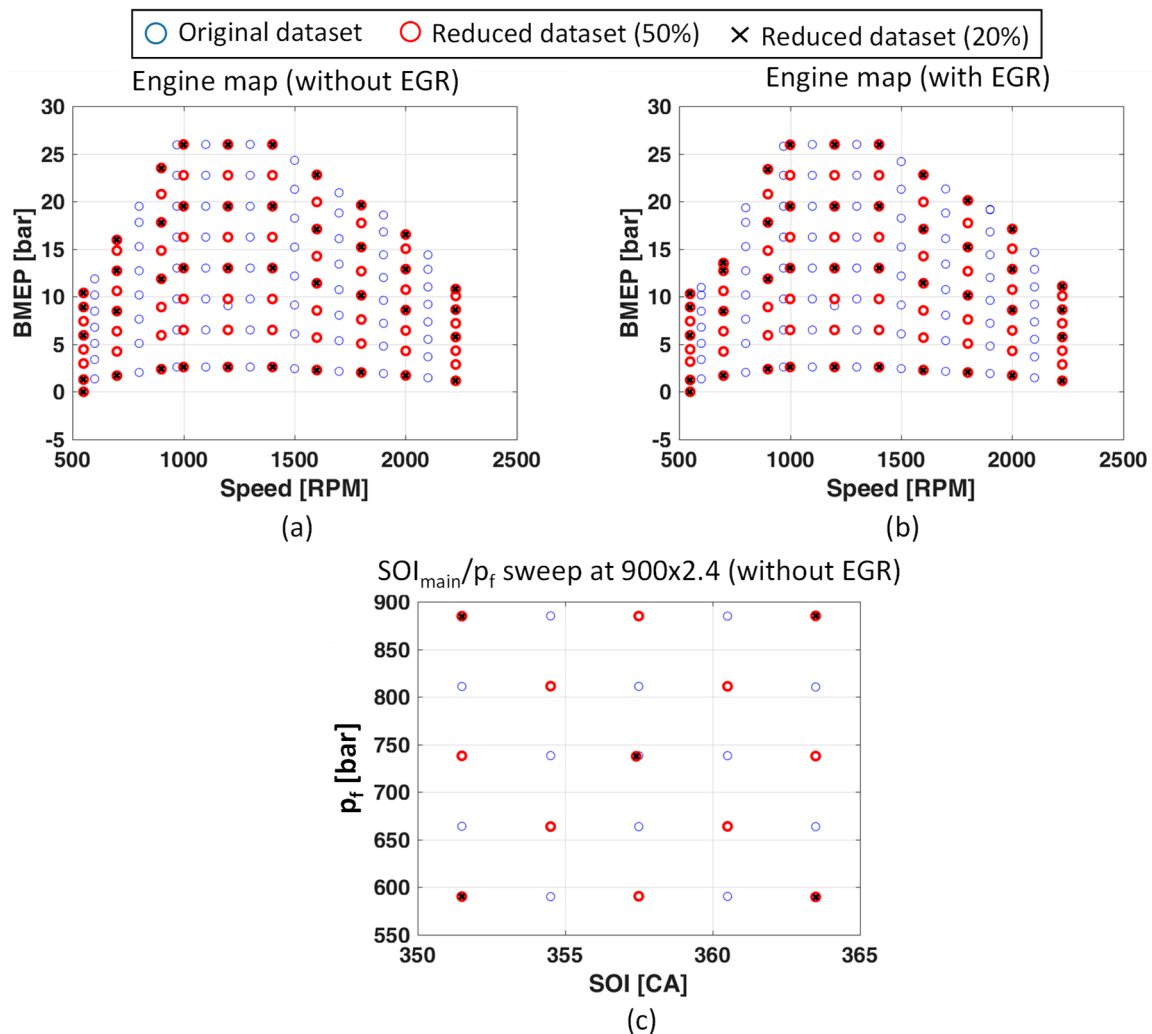 Original dataset Reduced dataset (50%) Reduced dataset (20%)
Engine map (without EGR) Engine map (with EGR)
30 30
25 25
20 20
15 15
10 10
5 5
0 0
-5 -5
BMEP [bar] BMEP [bar]
500 1000 1500 2000 2500 500 1000 1500 2000 2500
Speed [RPM] Speed [RPM]
(a) (b)
SOImain/pf sweep at 900x2.4 (without EGR)
900
850
800
750
700
650
600
550
pf [bar]
350 355 360 365
SOI [CA]
(c)